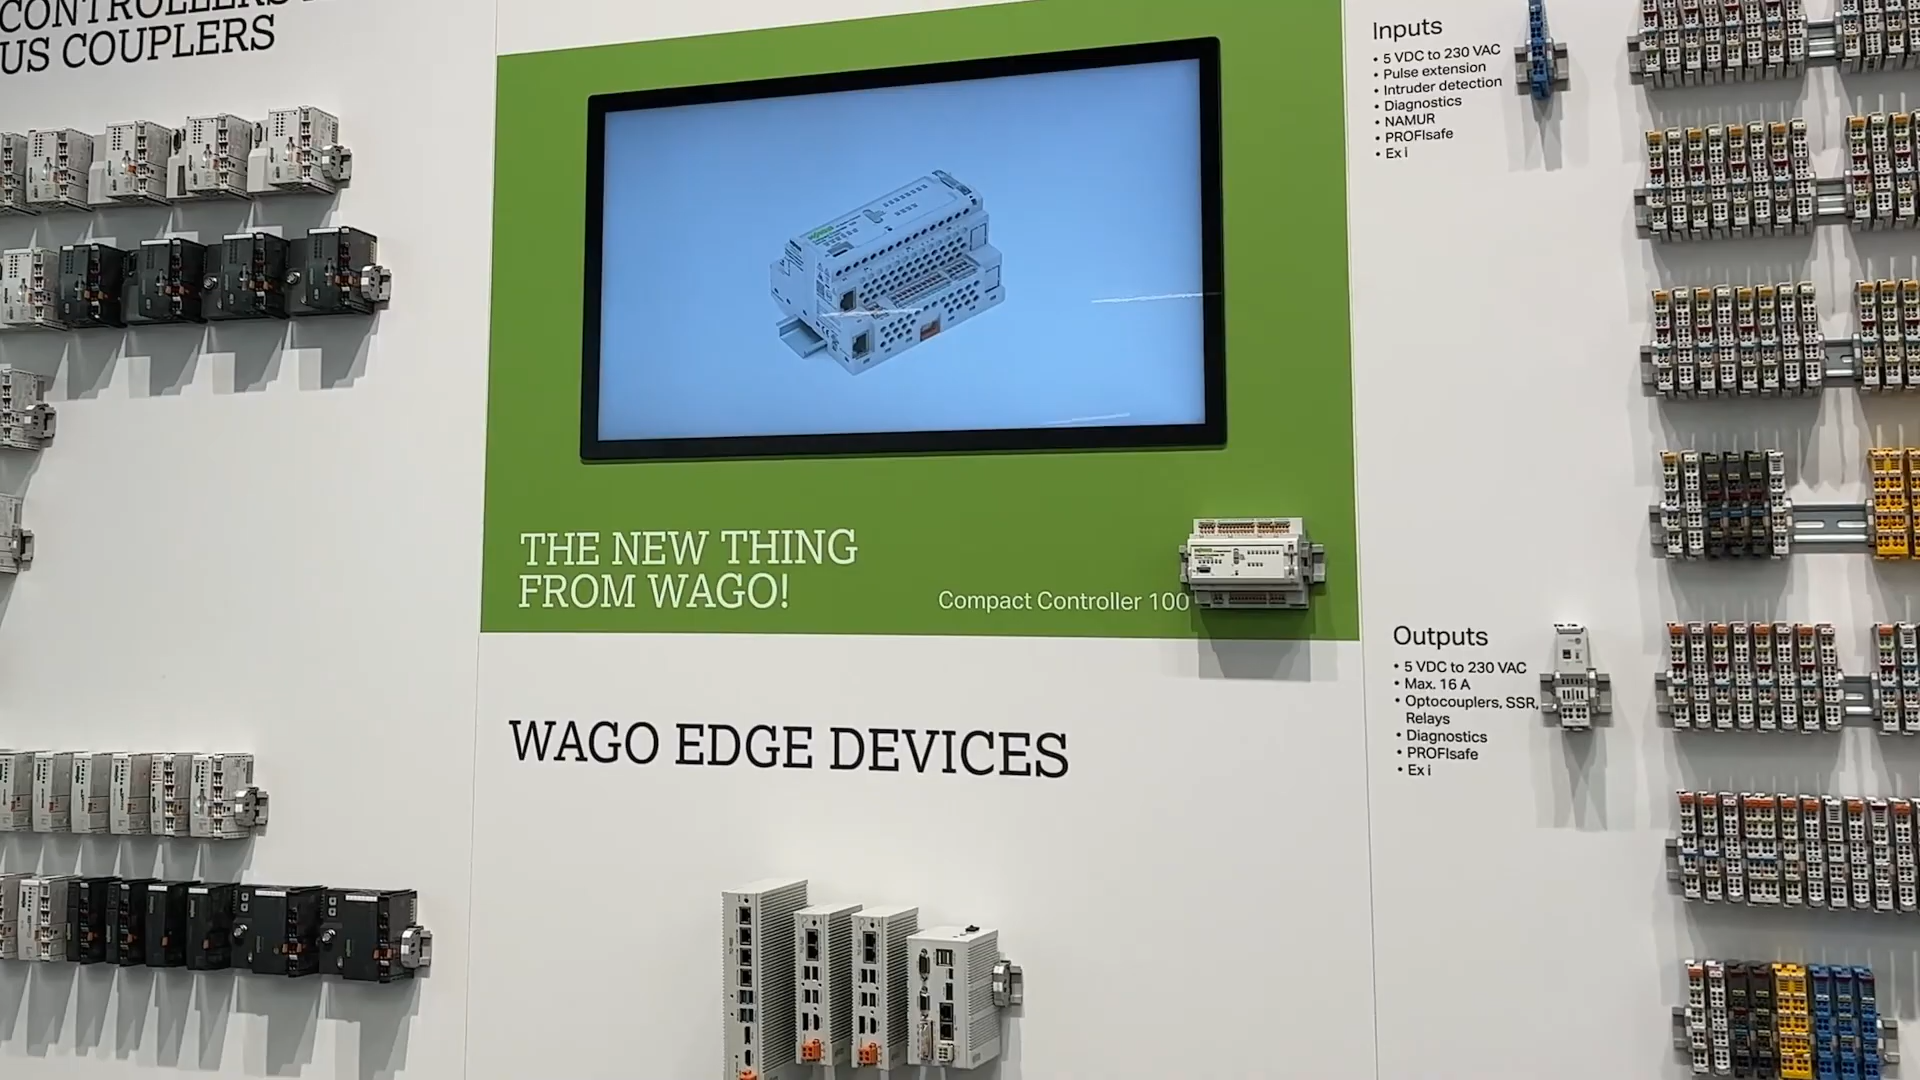 CONTROLLERS
US COUPLERS
THE NEW THING
FROM WAGO!
Compact Controller 100
WAGO EDGE DEVICES
Inputs
• 5 VDC to 230 VAC
• Pulse extension
• Intruder detection
• Diagnostics
• NAMUR
• PROFIsafe
• Ex i
Outputs
• 5 VDC to 230 VAC
• Max. 16 A
• Optocouplers, SSR,
Relays
• Diagnostics
• PROFIsafe
• Ex i